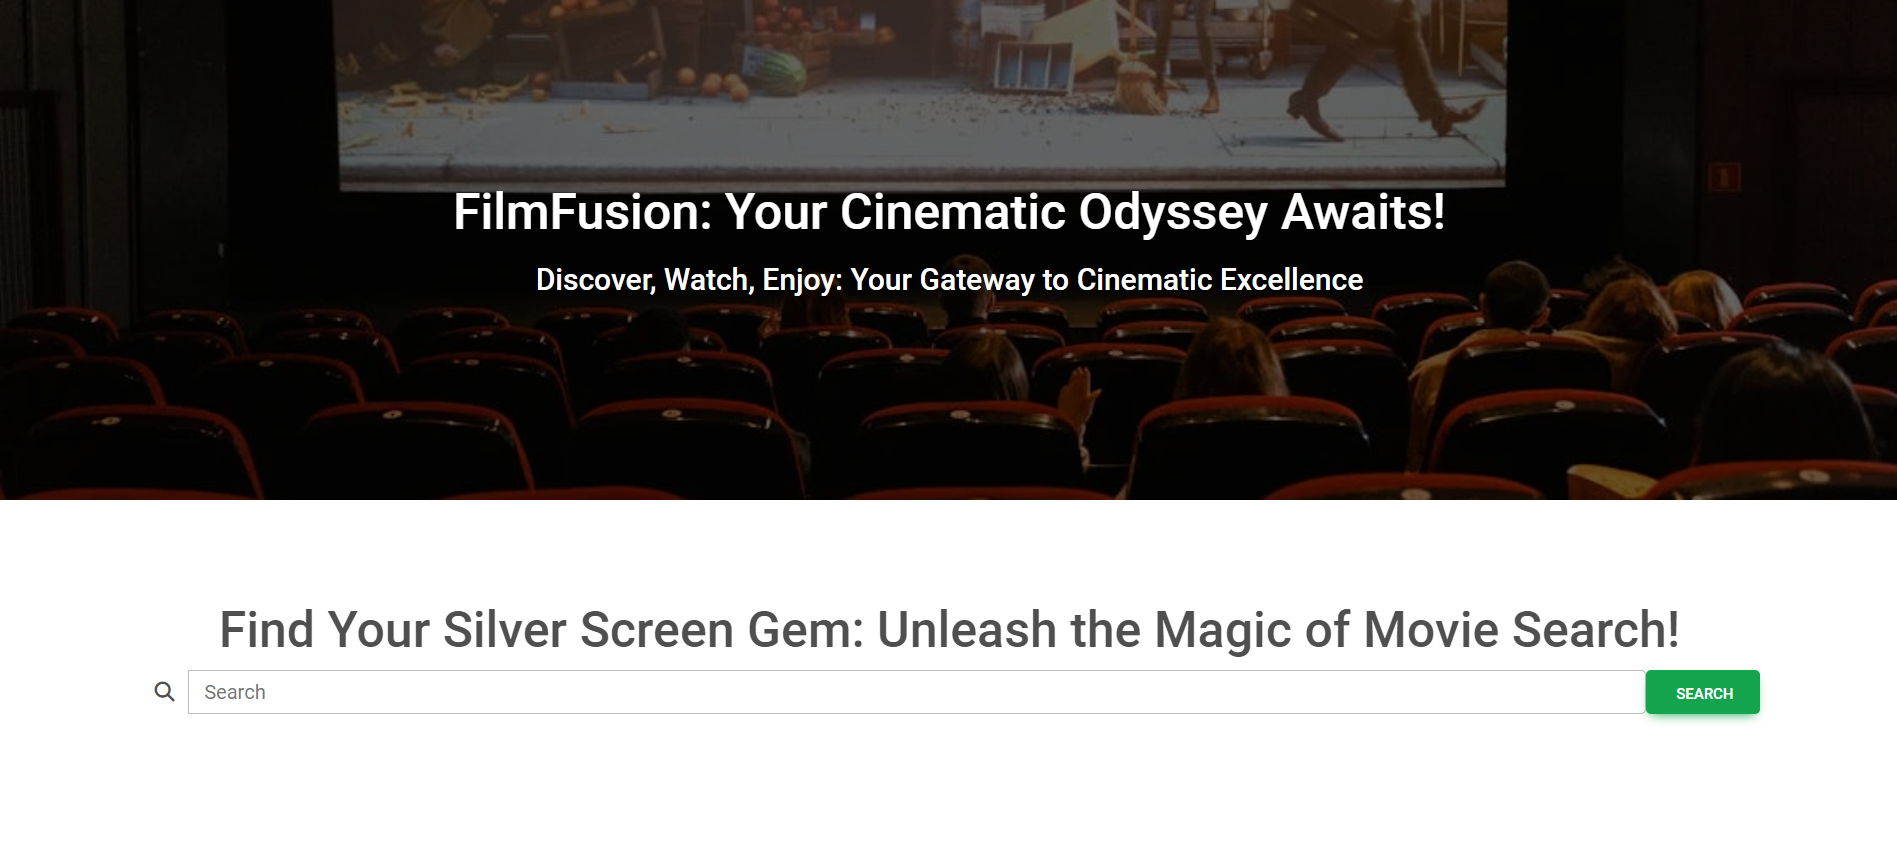 FilmFusion: Your Cinematic Odyssey Awaits!
Discover, Watch, Enjoy: Your Gateway to Cinematic Excellence
Find Your Silver Screen Gem: Unleash the Magic of Movie Search!
Search
SEARCH